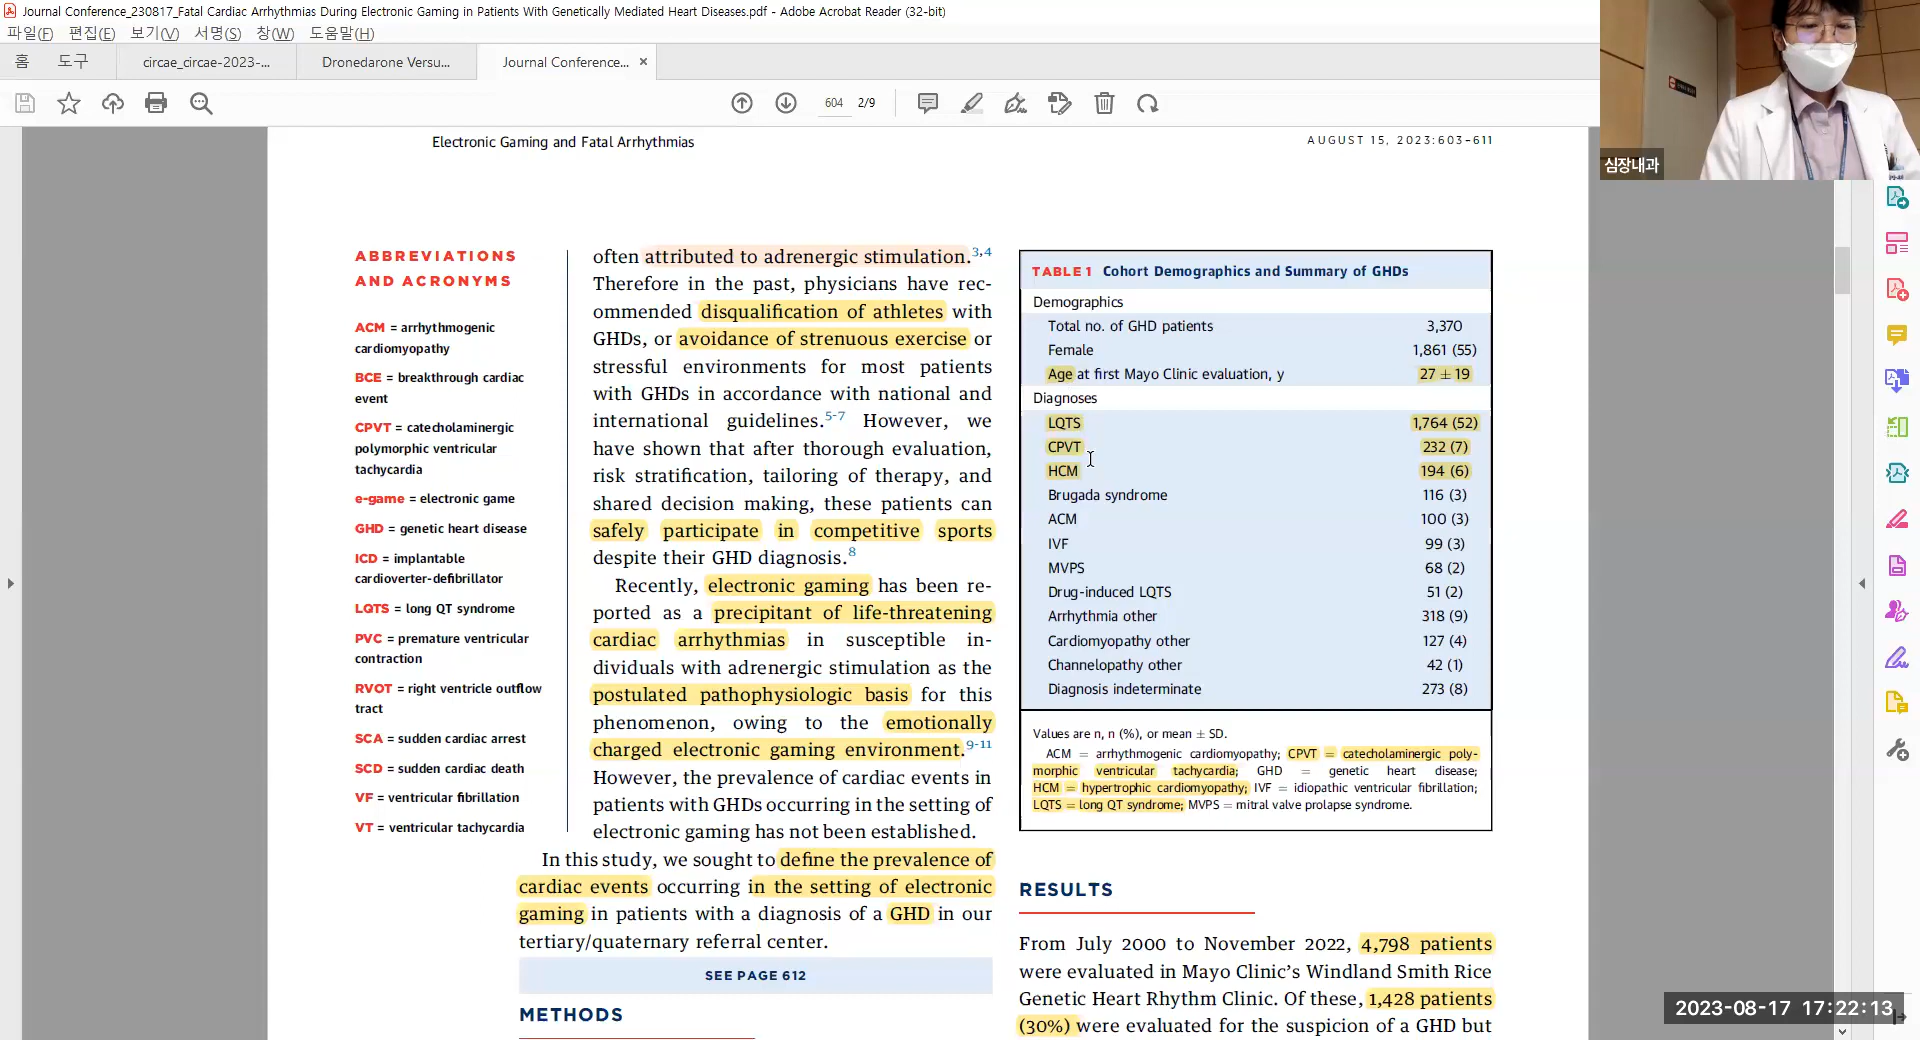 Journal Conference_230817_Fatal Cardiac Arrhythmias During Electronic Gaming in Patients With Genetically Mediated Heart Diseases.pdf - Adobe Acrobat Reader (32-bit)
파일(F) 편집(E) 보기(V) 서명(S) 창(W) 도움말(H)
홈 도구 circae_circae-2023-... Dronedarone Versu... Journal Conference... ×
604 2/9
심장내과
Electronic Gaming and Fatal Arrhythmias
AUGUST 15, 2023:603–611
ABBREVIATIONS
AND ACRONYMS
ACM = arrhythmogenic
cardiomyopathy
BCE = breakthrough cardiac
event
CPVT = catecholaminergic
polymorphic ventricular
tachycardia
e-game = electronic game
GHD = genetic heart disease
ICD = implantable
cardioverter-defibrillator
LQTS = long QT syndrome
PVC = premature ventricular
contraction
RVOT = right ventricle outflow
tract
SCA = sudden cardiac arrest
SCD = sudden cardiac death
VF = ventricular fibrillation
VT = ventricular tachycardia
often attributed to adrenergic stimulation.3,4
Therefore in the past, physicians have rec-
ommended disqualification of athletes with
GHDs, or avoidance of strenuous exercise or
stressful environments for most patients
with GHDs in accordance with national and
international guidelines.5-7 However, we
have shown that after thorough evaluation,
risk stratification, tailoring of therapy, and
shared decision making, these patients can
safely participate in competitive sports
despite their GHD diagnosis.8
Recently, electronic gaming has been re-
ported as a precipitant of life-threatening
cardiac arrhythmias in susceptible in-
dividuals with adrenergic stimulation as the
postulated pathophysiologic basis for this
phenomenon, owing to the emotionally
charged electronic gaming environment.9-11
However, the prevalence of cardiac events in
patients with GHDs occurring in the setting of
electronic gaming has not been established.
In this study, we sought to define the prevalence of
cardiac events occurring in the setting of electronic
gaming in patients with a diagnosis of a GHD in our
tertiary/quaternary referral center.
SEE PAGE 612
METHODS
TABLE 1 Cohort Demographics and Summary of GHDs
Demographics
Total no. of GHD patients 3,370
Female 1,861 (55)
Age at first Mayo Clinic evaluation, y 27 ± 19
Diagnoses
LQTS 1,764 (52)
CPVT 232 (7)
HCM 194 (6)
Brugada syndrome 116 (3)
ACM 100 (3)
IVF 99 (3)
MVPS 68 (2)
Drug-induced LQTS 51 (2)
Arrhythmia other 318 (9)
Cardiomyopathy other 127 (4)
Channelopathy other 42 (1)
Diagnosis indeterminate 273 (8)
Values are n, n (%), or mean ± SD.
ACM = arrhythmogenic cardiomyopathy; CPVT = catecholaminergic poly-
morphic ventricular tachycardia; GHD = genetic heart disease;
HCM = hypertrophic cardiomyopathy; IVF = idiopathic ventricular fibrillation;
LQTS = long QT syndrome; MVPS = mitral valve prolapse syndrome.
RESULTS
From July 2000 to November 2022, 4,798 patients
were evaluated in Mayo Clinic's Windland Smith Rice
Genetic Heart Rhythm Clinic. Of these, 1,428 patients
(30%) were evaluated for the suspicion of a GHD but
2023-08-17 17:22:13